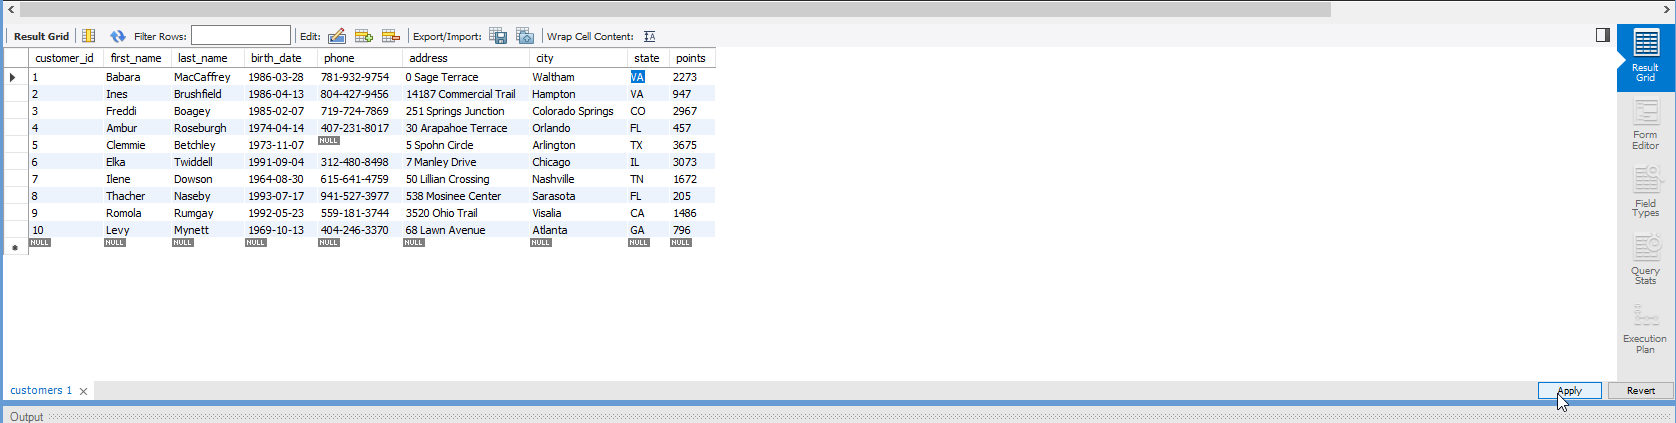 Result Grid Filter Rows: Edit: Export/Import: Wrap Cell Content:
customer_id first_name last_name birth_date phone address city state points
1 Babara MacCaffrey 1986-03-28 781-932-9754 0 Sage Terrace Waltham VA 2273
2 Ines Brushfield 1986-04-13 804-427-9456 14187 Commercial Trail Hampton VA 947
3 Freddi Boagey 1985-02-07 719-724-7869 251 Springs Junction Colorado Springs CO 2967
4 Ambur Roseburgh 1974-04-14 407-231-8017 30 Arapahoe Terrace Orlando FL 457
5 Clemmie Betchley 1973-11-07 NULL 5 Spohn Circle Arlington TX 3675
6 Elka Twiddell 1991-09-04 312-480-8498 7 Manley Drive Chicago IL 3073
7 Ilene Dowson 1964-08-30 615-641-4759 50 Lillian Crossing Nashville TN 1672
8 Thacher Naseby 1993-07-17 941-527-3977 538 Mosinee Center Sarasota FL 205
9 Romola Rumgay 1992-05-23 559-181-3744 3520 Ohio Trail Visalia CA 1486
10 Levy Mynett 1969-10-13 404-246-3370 68 Lawn Avenue Atlanta GA 796
NULL NULL NULL NULL NULL NULL NULL NULL NULL
Result
Grid
Form
Editor
Field
Types
Query
Stats
Execution
Plan
customers 1
Apply Revert
Output